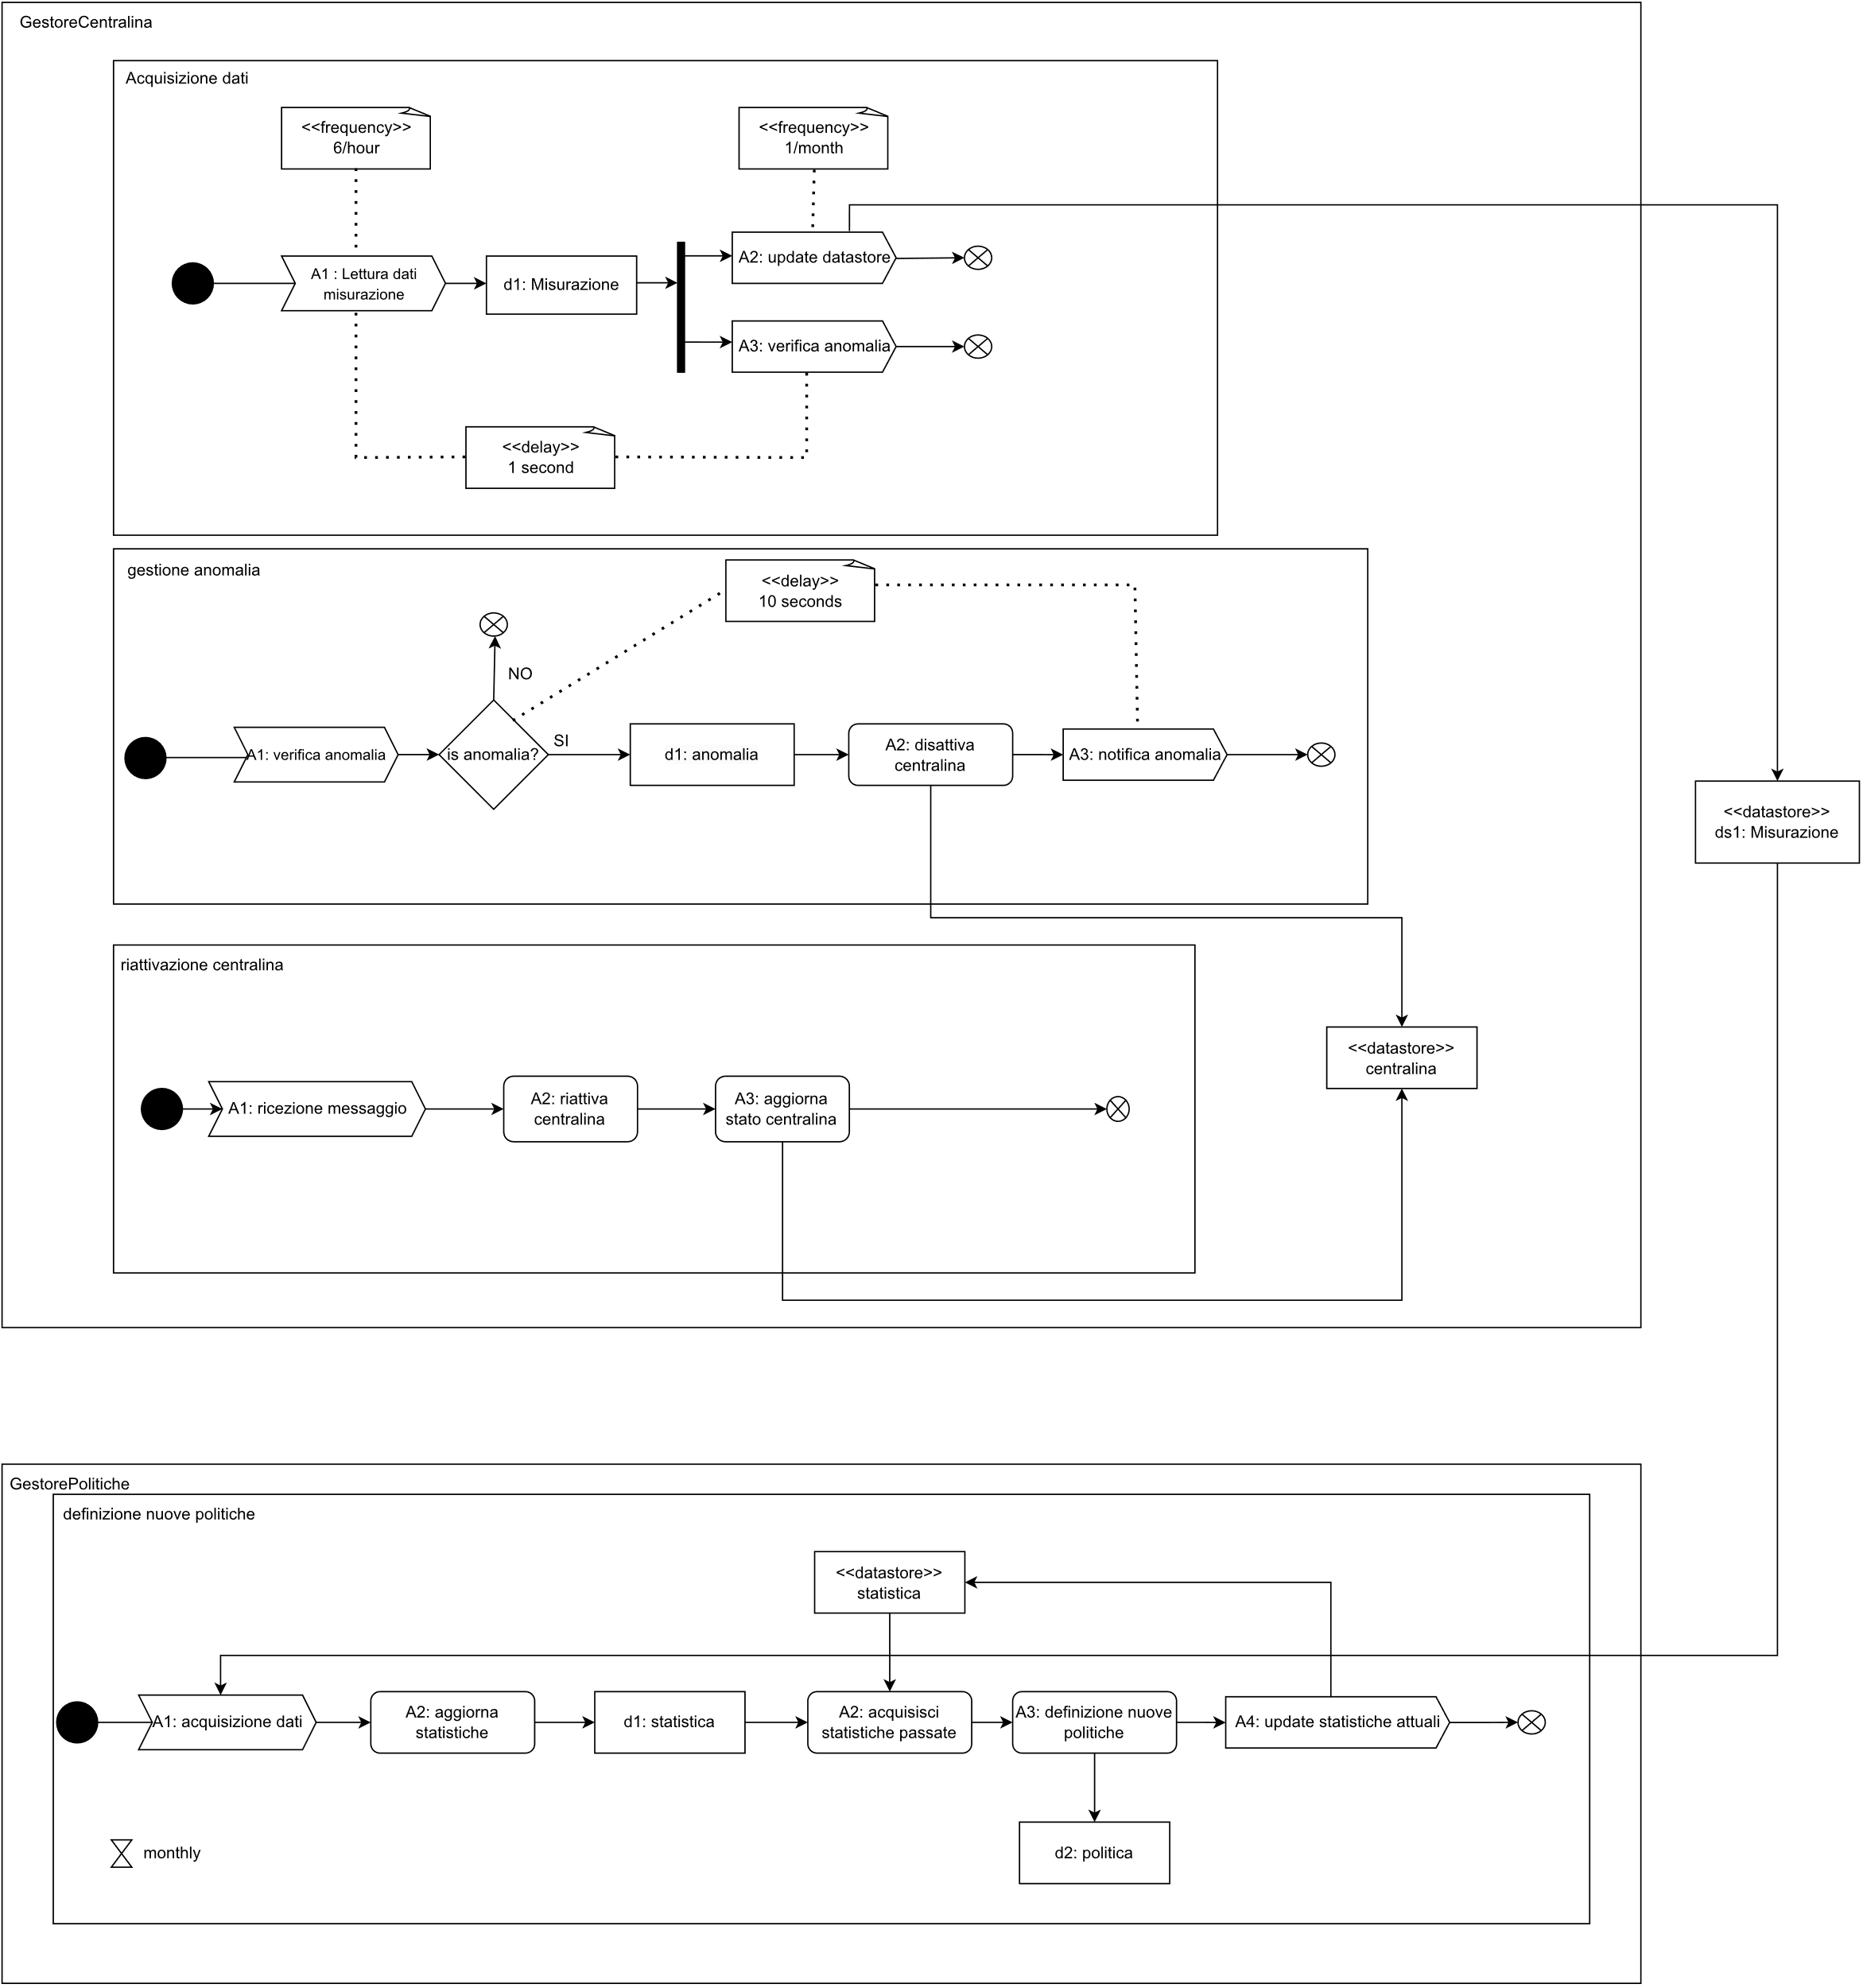 GestoreCentralina
Acquisizione dati
<<frequency>>
6/hour
<<frequency>>
1/month
A1 : Lettura dati
misurazione
d1: Misurazione
A2: update datastore
A3: verifica anomalia
<<delay>>
1 second
gestione anomalia
<<delay>>
10 seconds
NO
A1: verifica anomalia
is anomalia?
SI
d1: anomalia
A2: disattiva
centralina
A3: notifica anomalia
<<datastore>>
ds1: Misurazione
riattivazione centralina
A1: ricezione messaggio
A2: riattiva
centralina
A3: aggiorna
stato centralina
<<datastore>>
centralina
GestorePolitiche
definizione nuove politiche
<<datastore>>
statistica
A1: acquisizione dati
A2: aggiorna
statistiche
d1: statistica
A2: acquisisci
statistiche passate
A3: definizione nuove
politiche
A4: update statistiche attuali
d2: politica
monthly